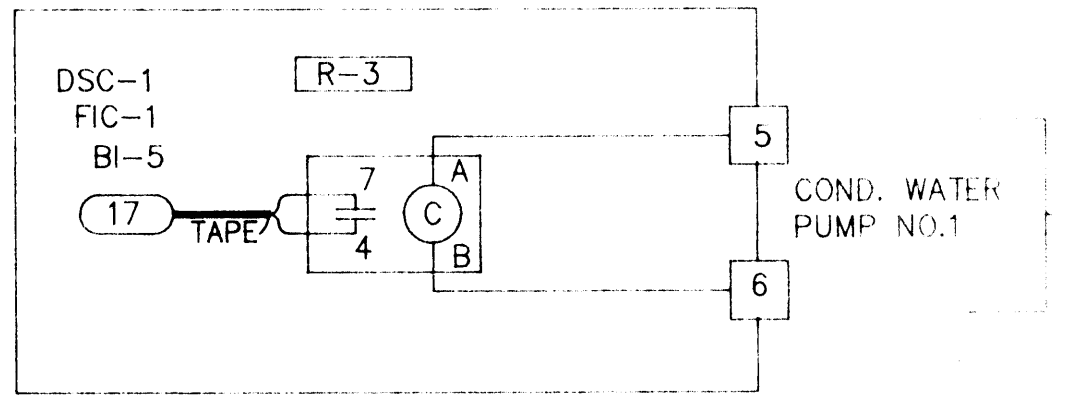 DSC-1
FIC-1
BI-5
R-3
17
TAPE
7
4
A
C
B
5
6
COND. WATER
PUMP NO.1